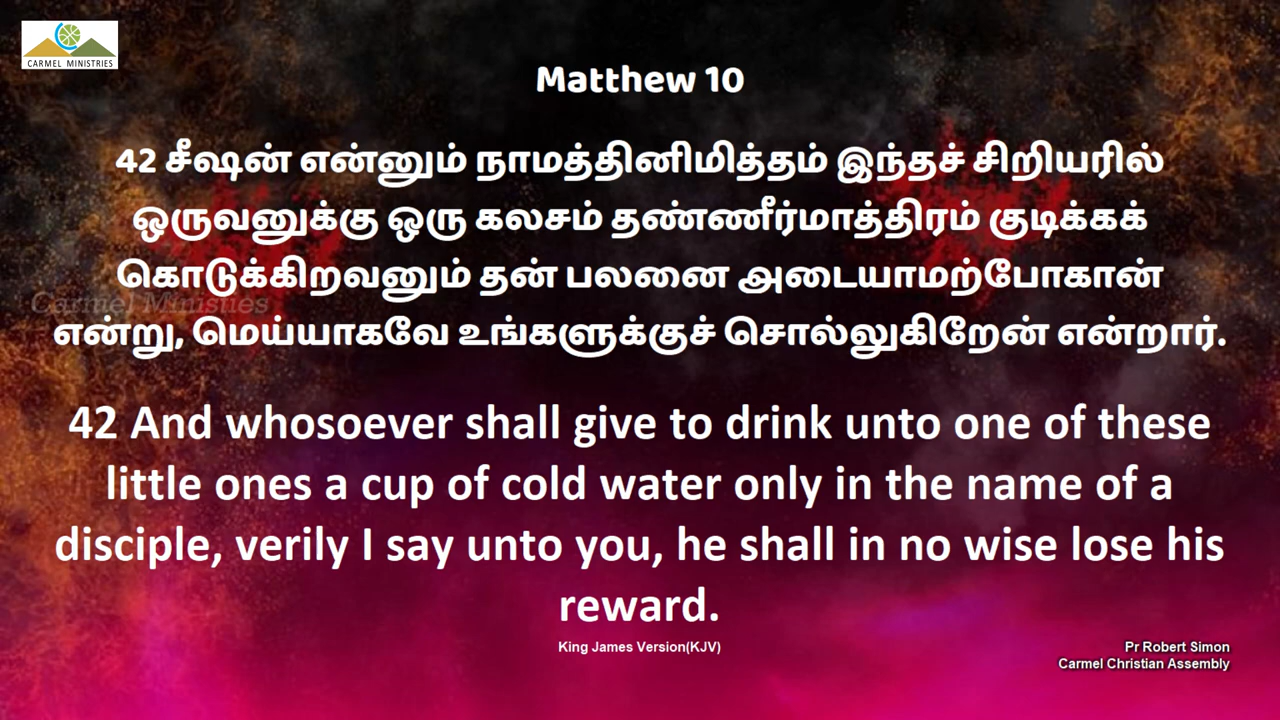 CARMEL MINISTRIES
Matthew 10
42 சீஷன் என்னும் நாமத்தினிமித்தம் இந்தச் சிறியரில்
ஒருவனுக்கு ஒரு கலசம் தண்ணீர்மாத்திரம் குடிக்கக்
கொடுக்கிறவனும் தன் பலனை அடையாமற்போகான்
Carmel Ministies
என்று, மெய்யாகவே உங்களுக்குச் சொல்லுகிறேன் என்றார்.
42 And whosoever shall give to drink unto one of these
little ones a cup of cold water only in the name of a
disciple, verily I say unto you, he shall in no wise lose his
reward.
King James Version(KJV)
Pr Robert Simon
Carmel Christian Assembly